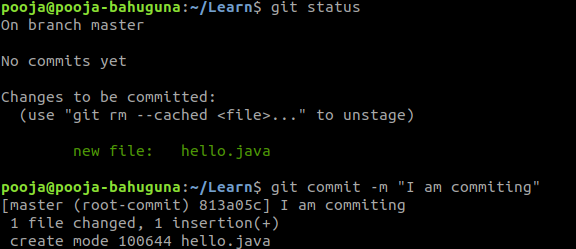 pooja@pooja-bahuguna:~/Learn$ git status
On branch master
No commits yet
Changes to be committed:
  (use "git rm --cached <file>..." to unstage)
        new file:   hello.java
pooja@pooja-bahuguna:~/Learn$ git commit -m "I am commiting"
[master (root-commit) 813a05c] I am commiting
 1 file changed, 1 insertion(+)
 create mode 100644 hello.java